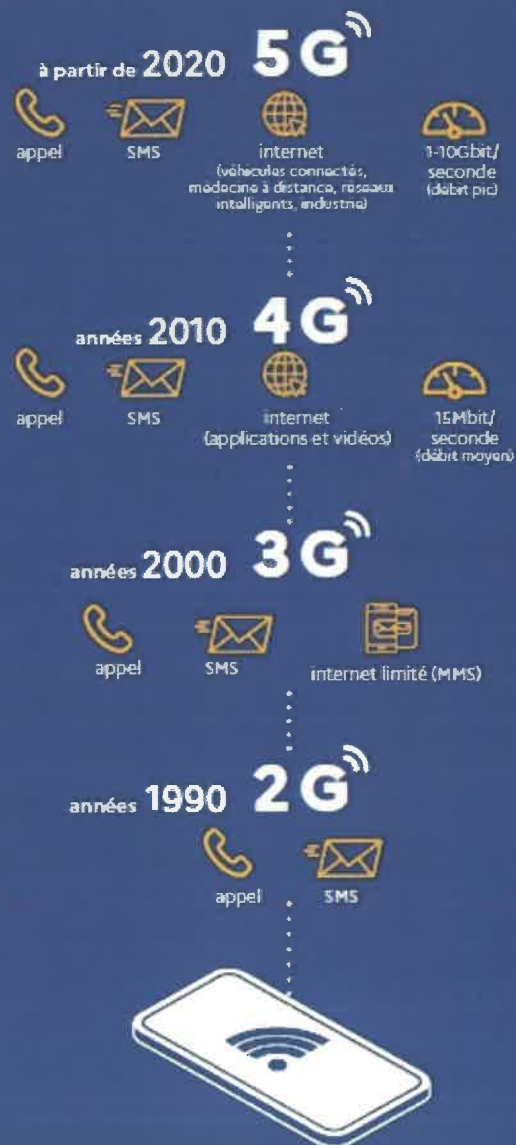 à partir de 2020 5G
appel
SMS
internet
(véhicules connectés,
médecine à distance, réseaux
intelligents, industrie)
1-10Gbit/
seconde
(débit pic)
années 2010 4G
appel
SMS
internet
(applications et vidéos)
15Mbit/
seconde
(débit moyen)
années 2000 3G
appel
SMS
internet limité (MMS)
années 1990 2G
appel
SMS